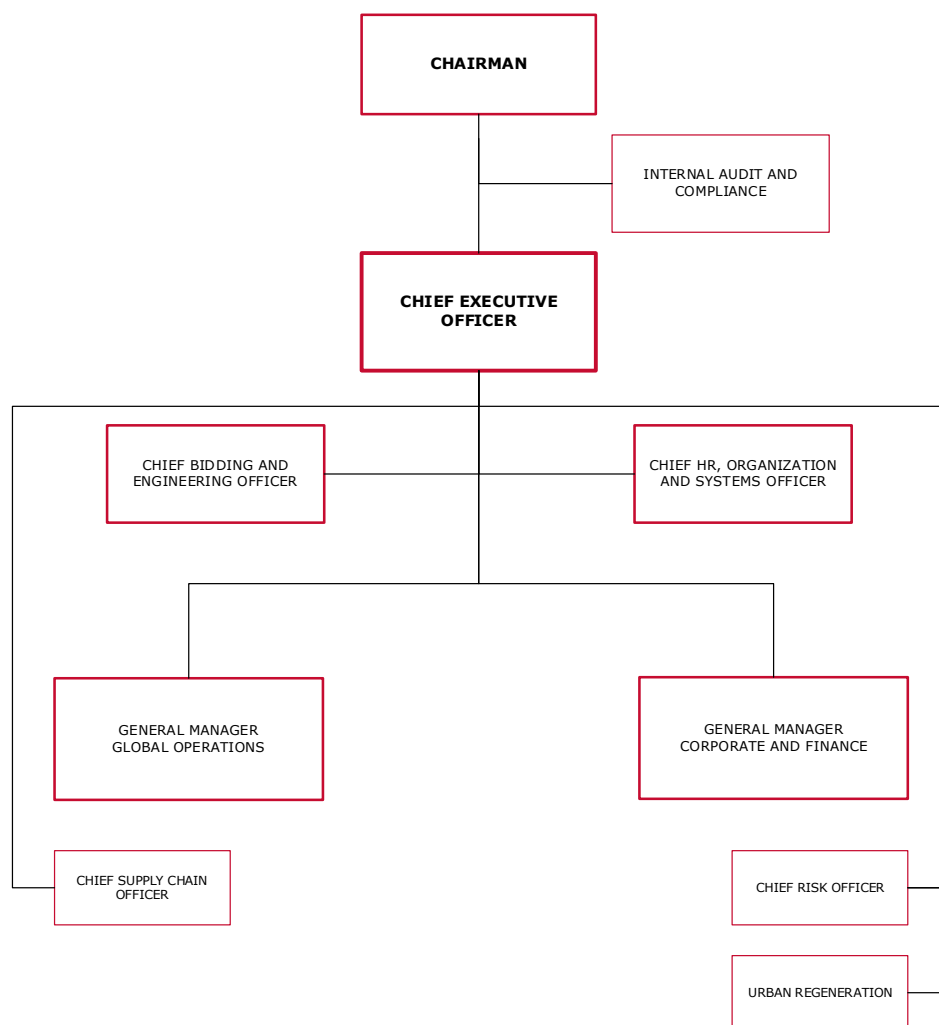 CHAIRMAN
INTERNAL AUDIT AND
COMPLIANCE
CHIEF EXECUTIVE
OFFICER
CHIEF BIDDING AND
ENGINEERING OFFICER
CHIEF HR, ORGANIZATION
AND SYSTEMS OFFICER
GENERAL MANAGER
GLOBAL OPERATIONS
GENERAL MANAGER
CORPORATE AND FINANCE
CHIEF SUPPLY CHAIN
OFFICER
CHIEF RISK OFFICER
URBAN REGENERATION